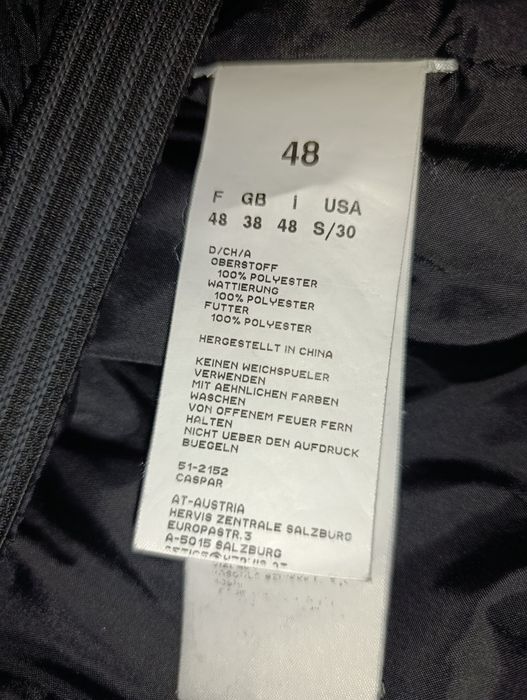 48
F GB I USA
48 38 48 S/30
D/CH/A
OBERSTOFF
100% POLYESTER
WATTIERUNG
100% POLYESTER
FUTTER
100% POLYESTER
HERGESTELLT IN CHINA
KEINEN WEICHSPUELER
VERWENDEN
MIT AEHNLICHEN FARBEN
WASCHEN
VON OFFENEM FEUER FERN
HALTEN
NICHT UEBER DEN AUFDRUCK
BUEGELN
51-2152
CASPAR
AT-AUSTRIA
HERVIS ZENTRALE SALZBURG
EUROPASTR.3
A-5015 SALZBURG